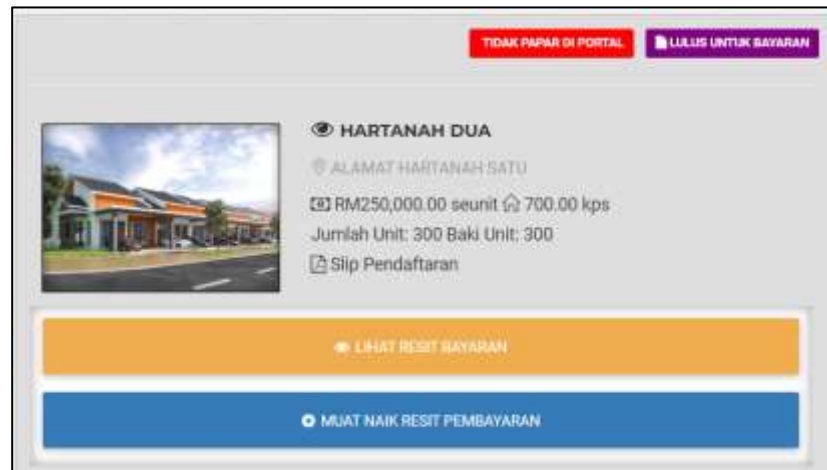 TIDAK PAPAR DI PORTAL
LULUS UNTUK BAYARAN
HARTANAH DUA
ALAMAT HARTANAH SATU
RM250,000.00 seunit 700.00 kps
Jumlah Unit: 300 Baki Unit: 300
Slip Pendaftaran
LIHAT RESIT BAYARAN
MUAT NAIK RESIT PEMBAYARAN